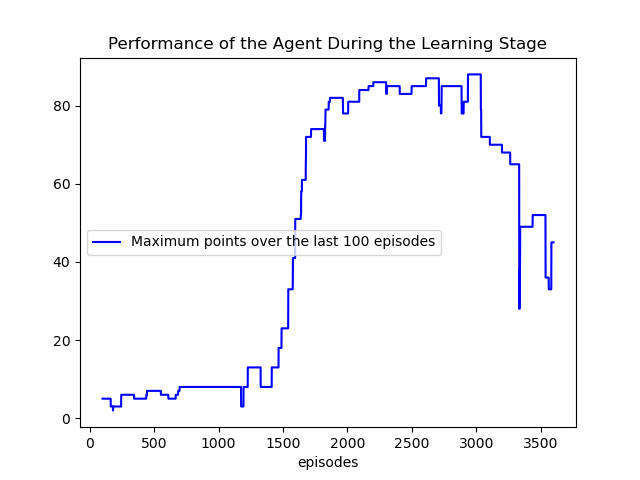 Performance of the Agent During the Learning Stage
80
60
Maximum points over the last 100 episodes
40
20
0
0 500 1000 1500 2000 2500 3000 3500
episodes